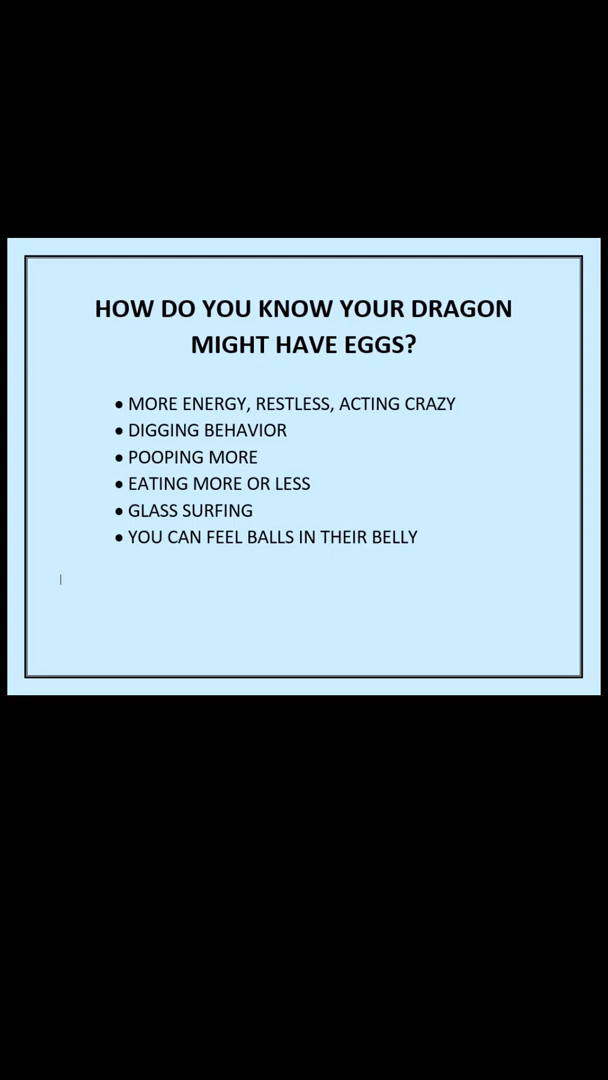 HOW DO YOU KNOW YOUR DRAGON
MIGHT HAVE EGGS?
• MORE ENERGY, RESTLESS, ACTING CRAZY
• DIGGING BEHAVIOR
• POOPING MORE
• EATING MORE OR LESS
• GLASS SURFING
• YOU CAN FEEL BALLS IN THEIR BELLY